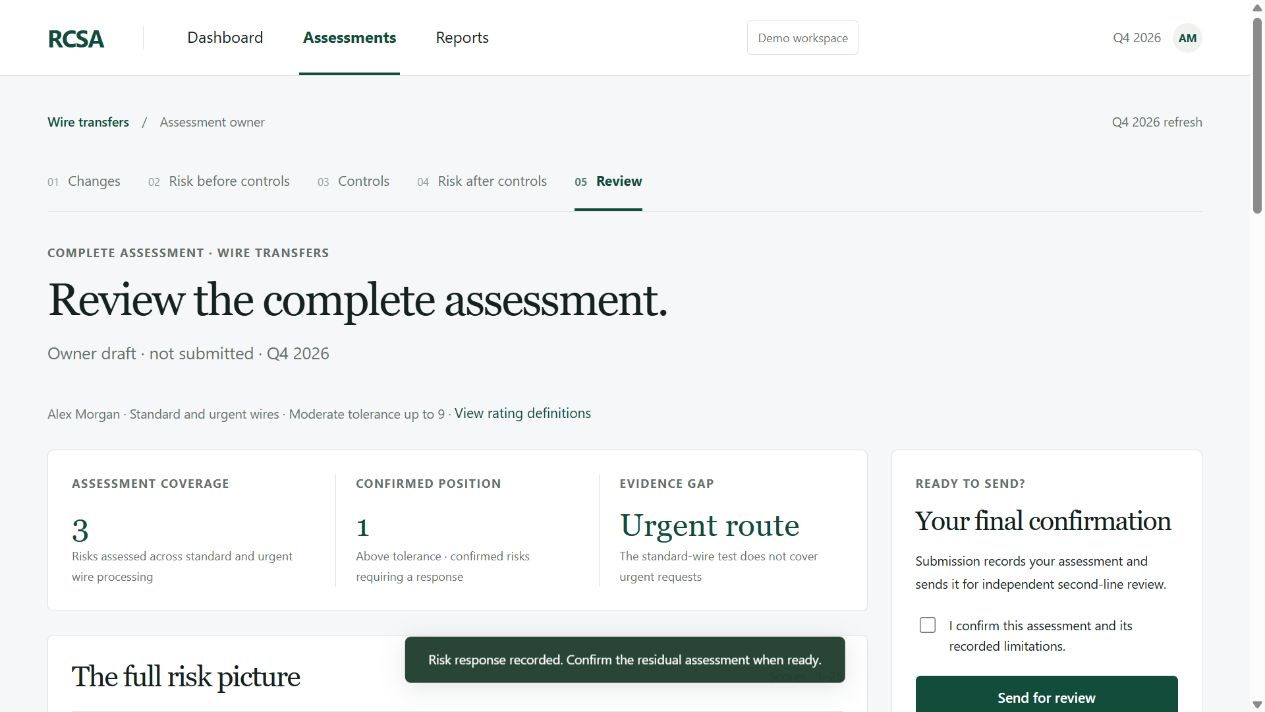 RCSA
Dashboard
Assessments
Reports
Demo workspace
Q4 2026
AM
Wire transfers / Assessment owner
Q4 2026 refresh
01 Changes
02 Risk before controls
03 Controls
04 Risk after controls
05 Review
COMPLETE ASSESSMENT · WIRE TRANSFERS
Review the complete assessment.
Owner draft · not submitted · Q4 2026
Alex Morgan · Standard and urgent wires · Moderate tolerance up to 9 · View rating definitions
ASSESSMENT COVERAGE
3
Risks assessed across standard and urgent
wire processing
CONFIRMED POSITION
1
Above tolerance · confirmed risks
requiring a response
EVIDENCE GAP
Urgent route
The standard-wire test does not cover
urgent requests
READY TO SEND?
Your final confirmation
Submission records your assessment and
sends it for independent second-line review.
I confirm this assessment and its
recorded limitations.
Send for review
The full risk picture
Risk response recorded. Confirm the residual assessment when ready.